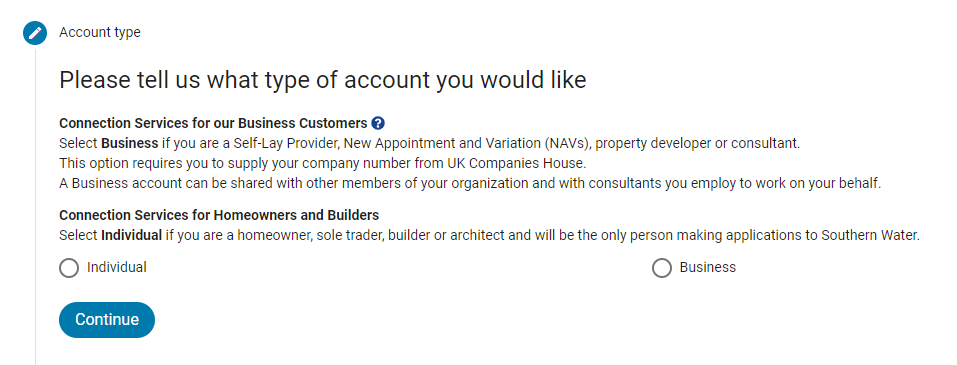 Account type
Please tell us what type of account you would like
Connection Services for our Business Customers ?
Select Business if you are a Self-Lay Provider, New Appointment and Variation (NAVs), property developer or consultant.
This option requires you to supply your company number from UK Companies House.
A Business account can be shared with other members of your organization and with consultants you employ to work on your behalf.
Connection Services for Homeowners and Builders
Select Individual if you are a homeowner, sole trader, builder or architect and will be the only person making applications to Southern Water.
Individual Business
Continue